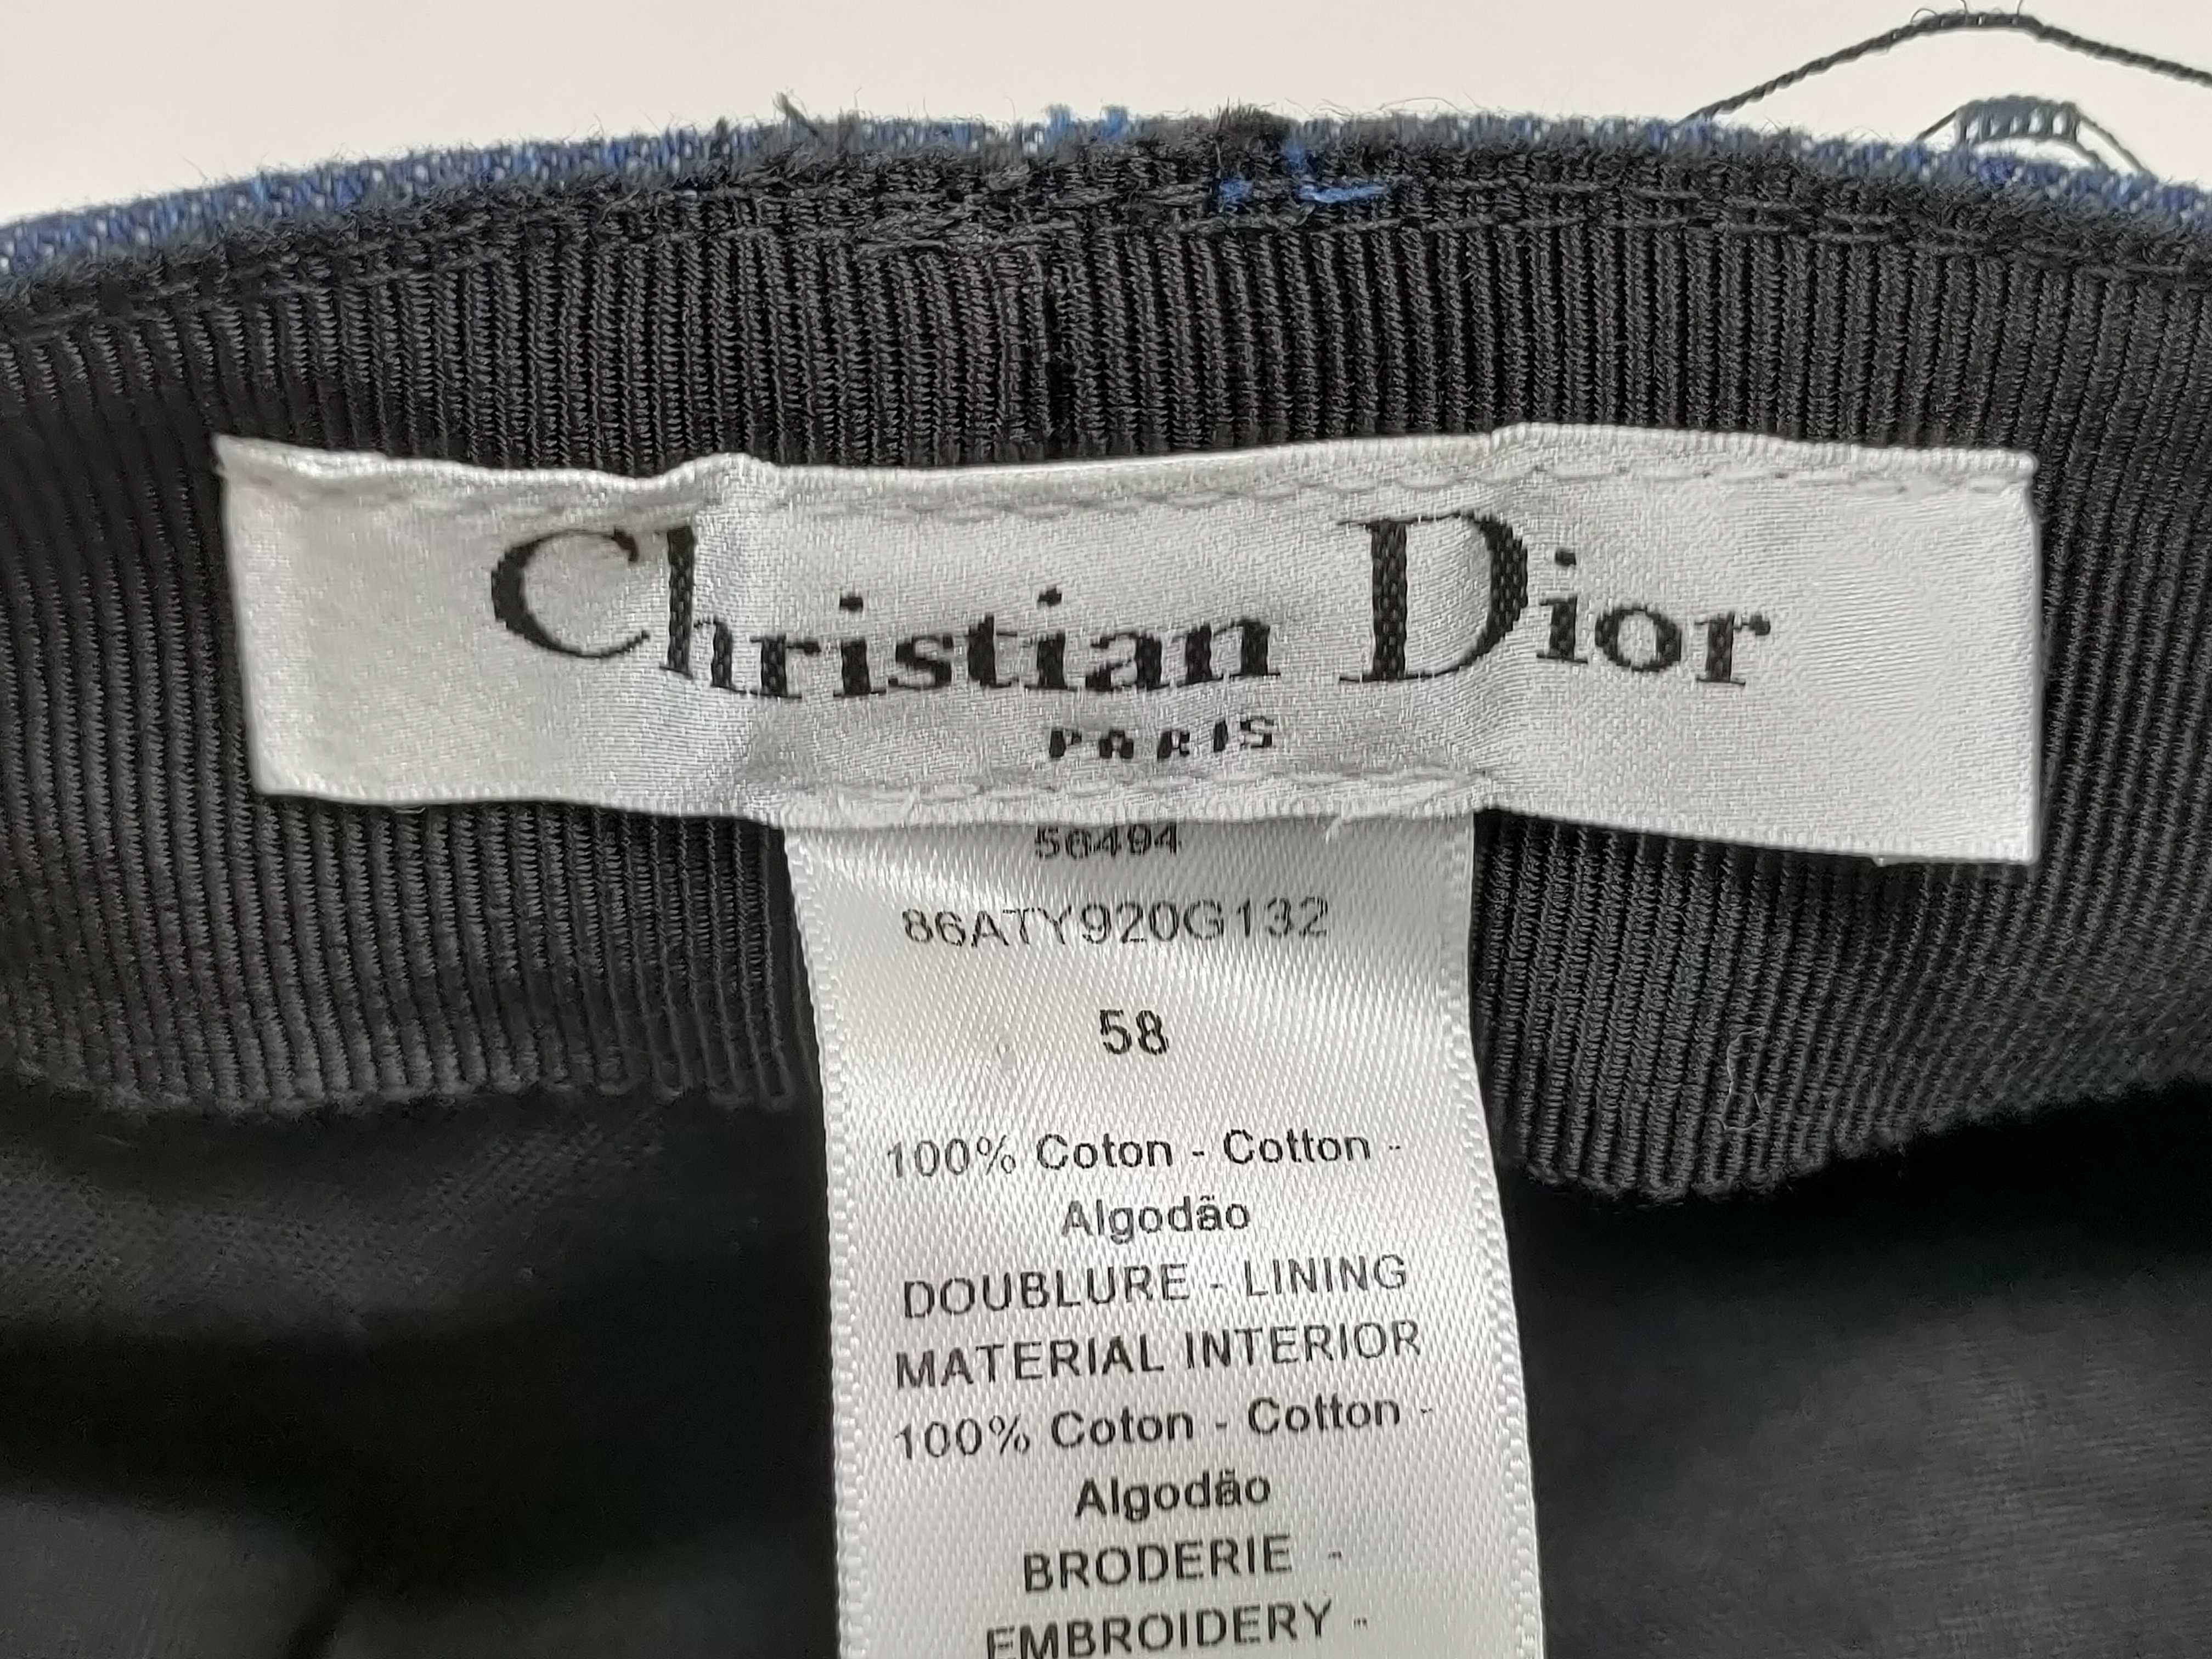 Christian Dior
PARIS
56494
86ATY920G132
58
100% Coton - Cotton -
Algodão
DOUBLURE - LINING
MATERIAL INTERIOR
100% Coton - Cotton -
Algodão
BRODERIE -
EMBROIDERY -